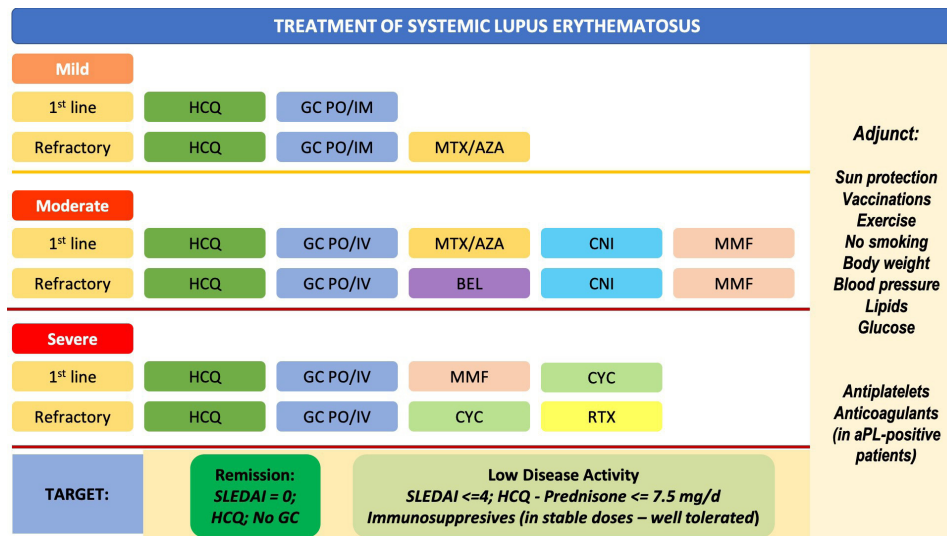 TREATMENT OF SYSTEMIC LUPUS ERYTHEMATOSUS
Mild
1st line HCQ GC PO/IM
Refractory HCQ GC PO/IM MTX/AZA
Moderate
1st line HCQ GC PO/IV MTX/AZA CNI MMF
Refractory HCQ GC PO/IV BEL CNI MMF
Severe
1st line HCQ GC PO/IV MMF CYC
Refractory HCQ GC PO/IV CYC RTX
TARGET:
Remission:
SLEDAI = 0;
HCQ; No GC
Low Disease Activity
SLEDAI <=4; HCQ - Prednisone <= 7.5 mg/d
Immunosuppresives (in stable doses – well tolerated)
Adjunct:
Sun protection
Vaccinations
Exercise
No smoking
Body weight
Blood pressure
Lipids
Glucose
Antiplatelets
Anticoagulants
(in aPL-positive
patients)